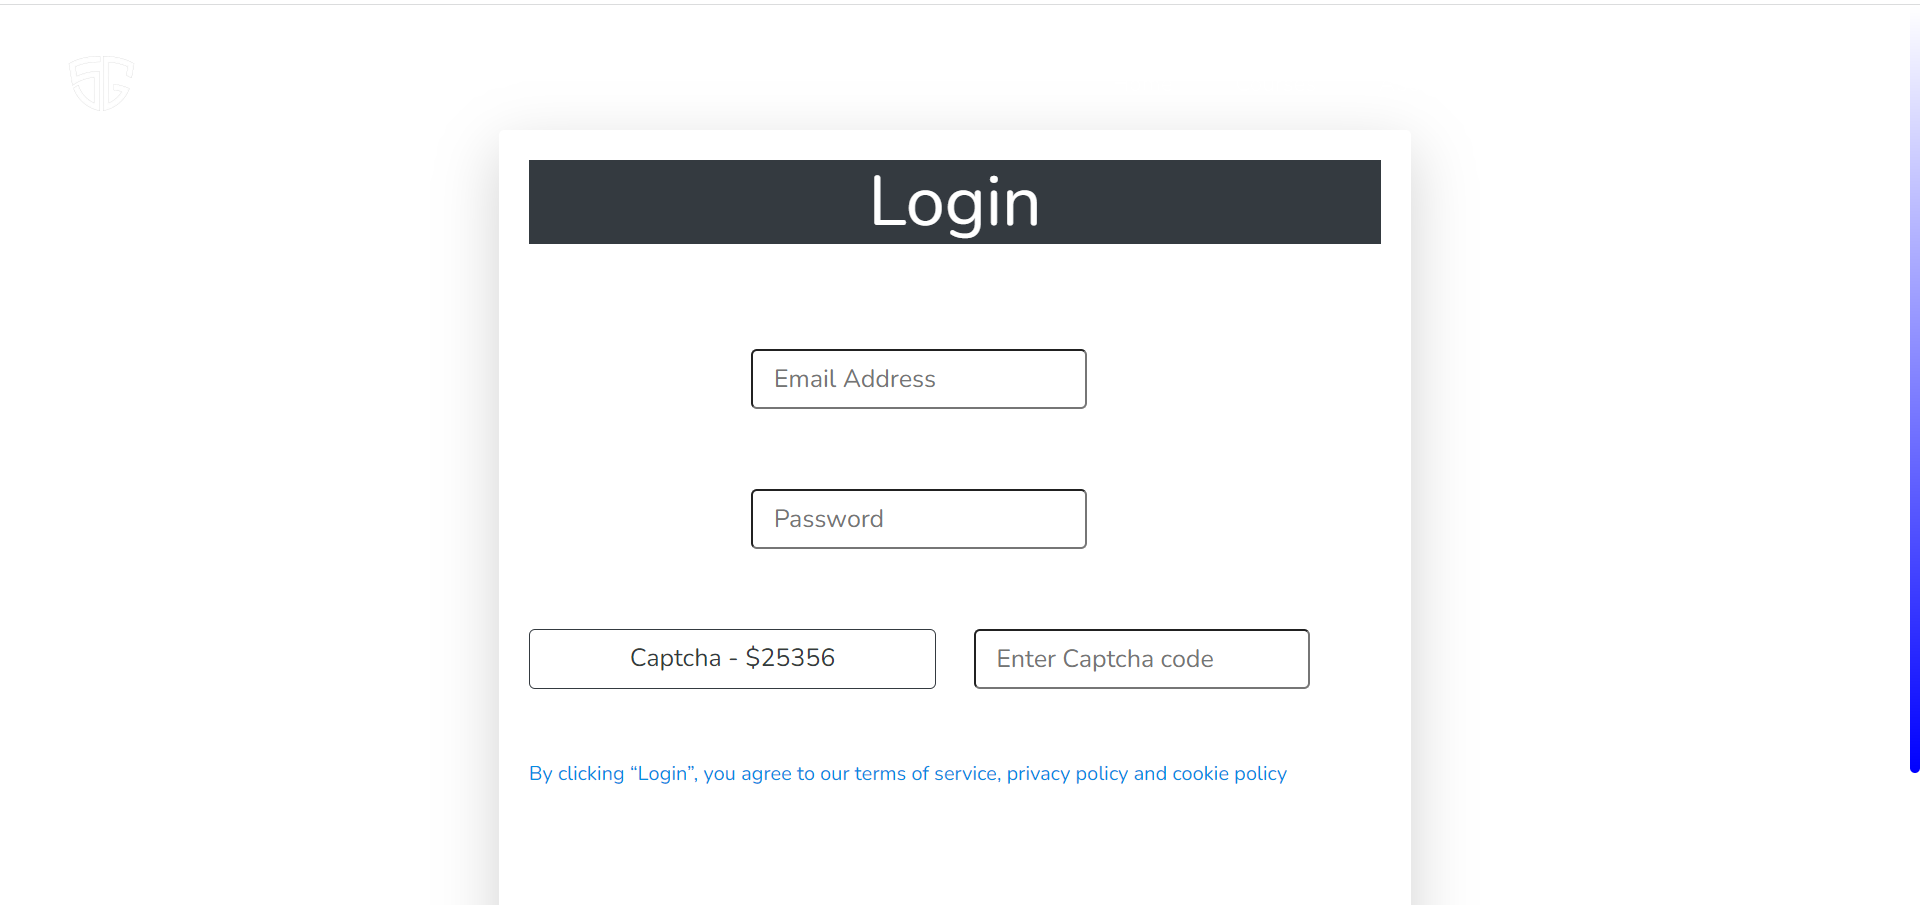 Login
Email Address
Password
Captcha - $25356
Enter Captcha code
By clicking “Login”, you agree to our terms of service, privacy policy and cookie policy